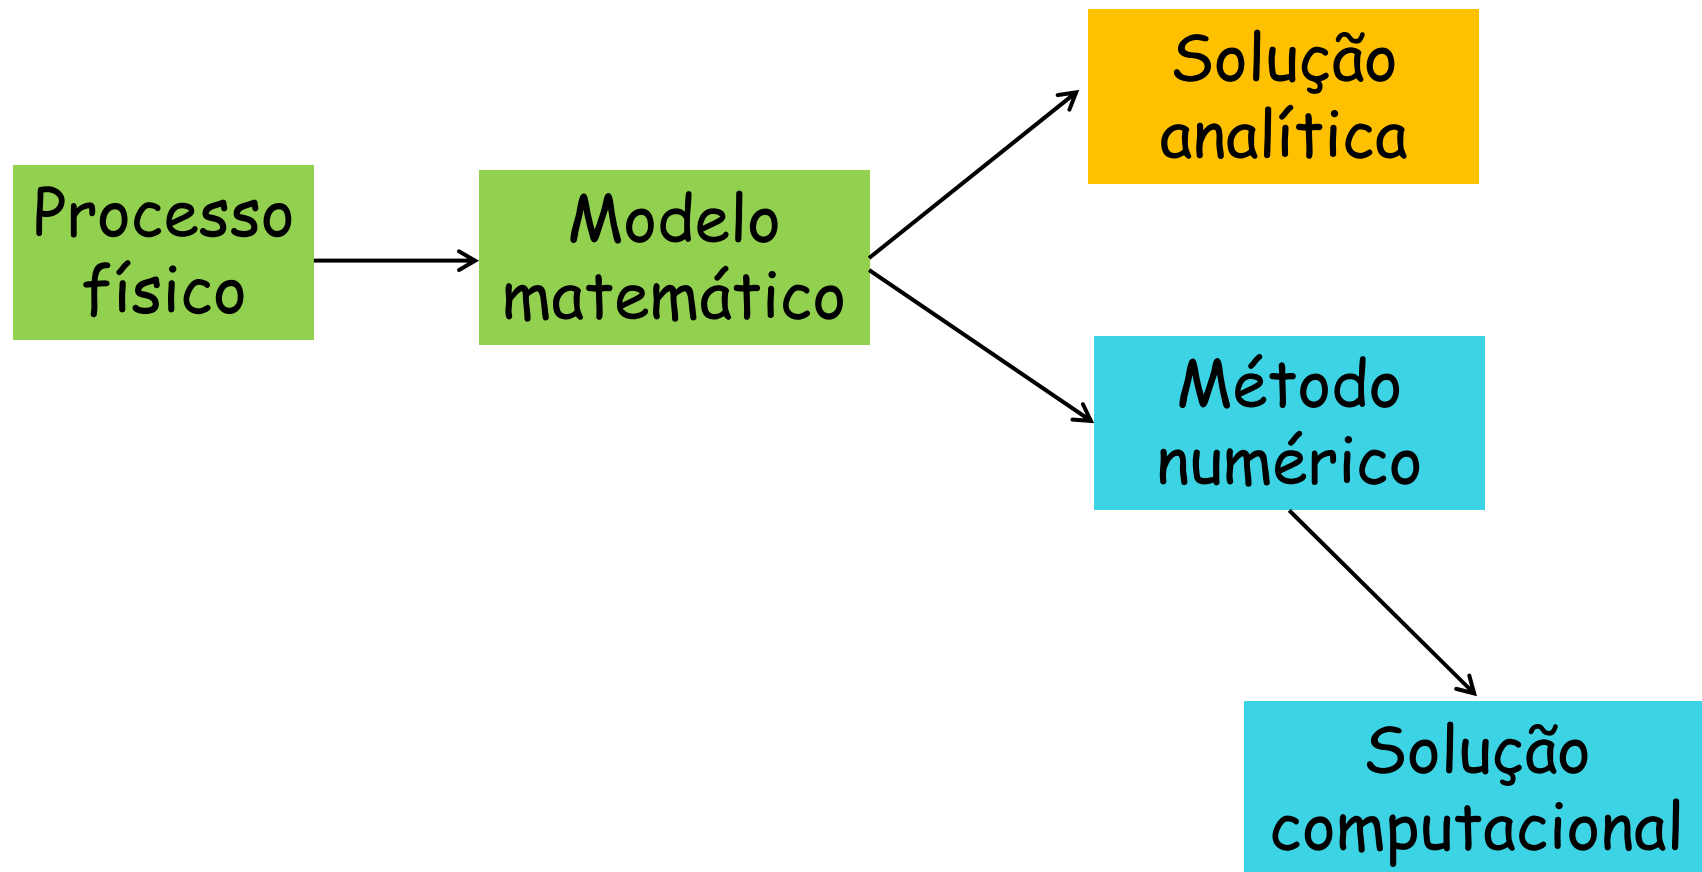 Processo
físico
Modelo
matemático
Solução
analítica
Método
numérico
Solução
computacional